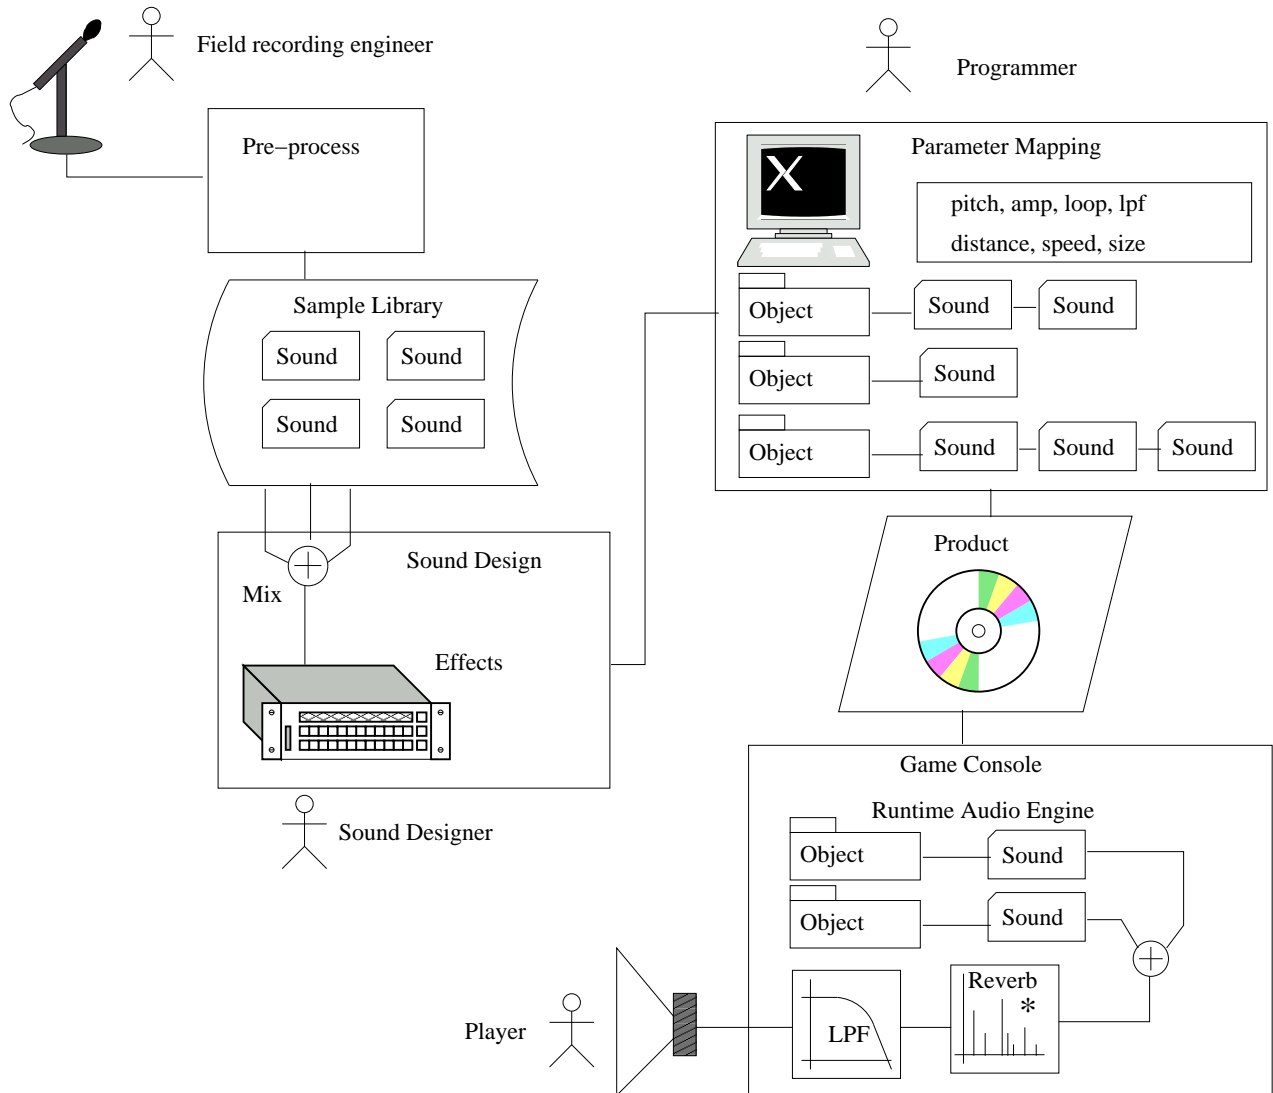 Field recording engineer
Programmer
Pre−process
Parameter Mapping
X
pitch, amp, loop, lpf
distance, speed, size
Sample Library
Sound Sound
Sound Sound
Object Sound Sound
Object Sound
Object Sound Sound Sound
Sound Design
Mix
Effects
Sound Designer
Product
Game Console
Runtime Audio Engine
Object Sound
Object Sound
Reverb
*
LPF
Player